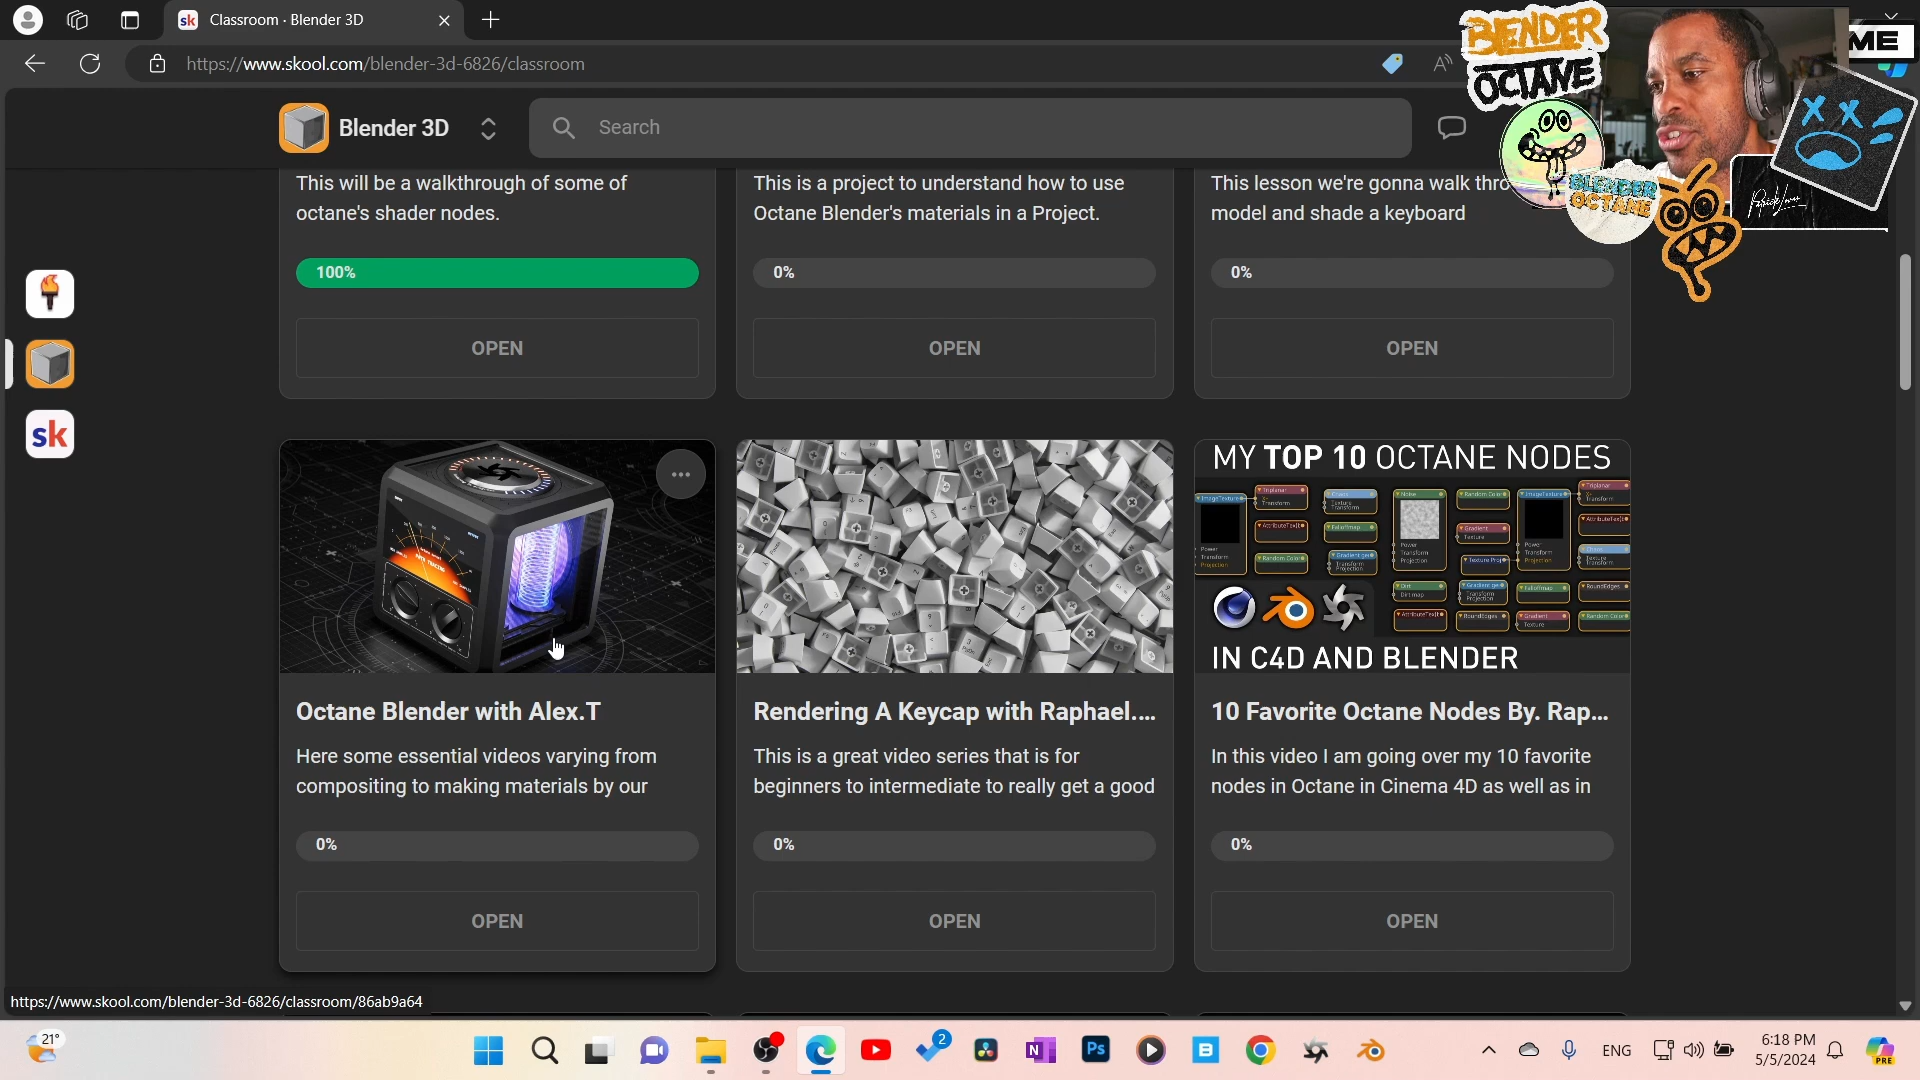 sk Classroom - Blender 3D
https://www.skool.com/blender-3d-6826/classroom
BLENDER
OCTANE
ME
Blender 3D
Search
BLENDER
OCTANE
This will be a walkthrough of some of
octane's shader nodes.
100%
OPEN
This is a project to understand how to use
Octane Blender's materials in a Project.
0%
OPEN
This lesson we're gonna walk thro
model and shade a keyboard
0%
OPEN
sk
Octane Blender with Alex.T
Here some essential videos varying from
compositing to making materials by our
0%
OPEN
Rendering A Keycap with Raphael....
This is a great video series that is for
beginners to intermediate to really get a good
0%
OPEN
MY TOP 10 OCTANE NODES
IN C4D AND BLENDER
10 Favorite Octane Nodes By. Rap...
In this video I am going over my 10 favorite
nodes in Octane in Cinema 4D as well as in
0%
OPEN
https://www.skool.com/blender-3d-6826/classroom/86ab9a64
21°
2
N
Ps
B
ENG
6:18 PM
5/5/2024
PRE